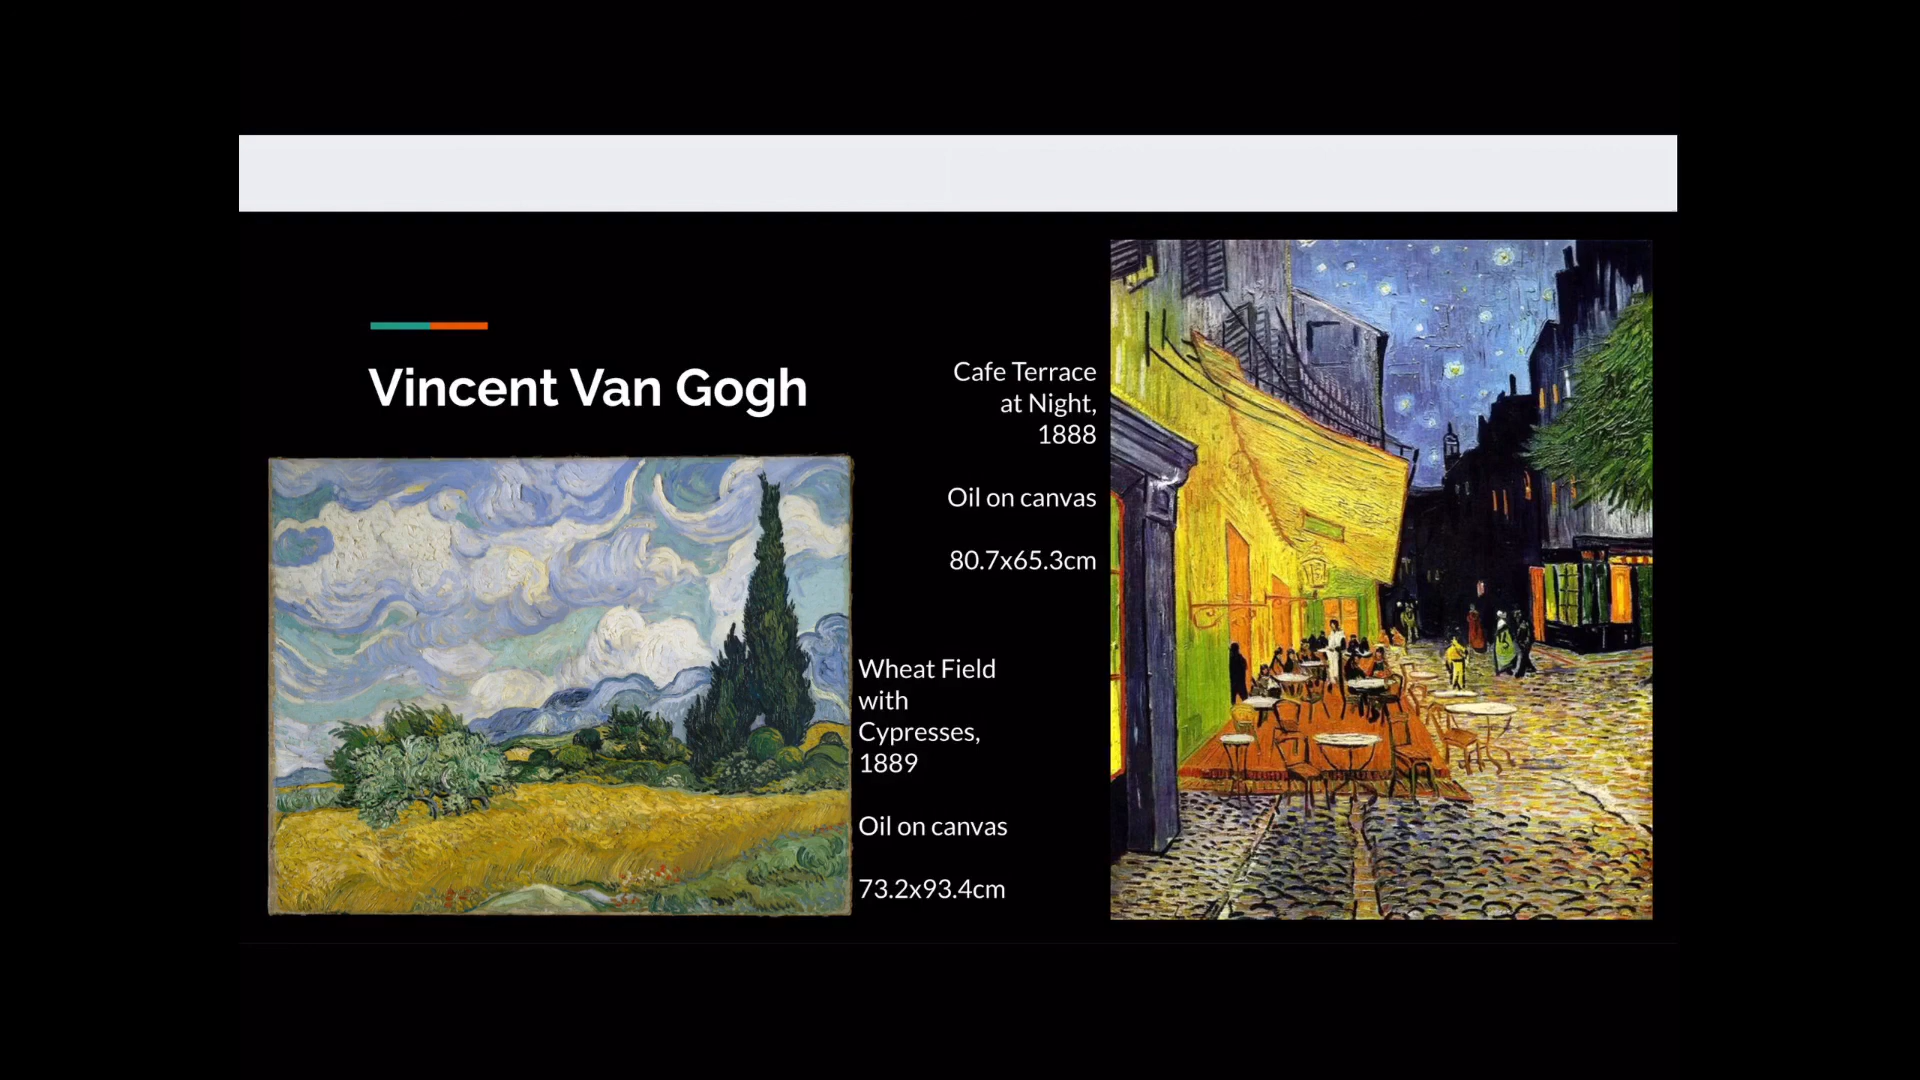 Vincent Van Gogh
Cafe Terrace
at Night,
1888
Oil on canvas
80.7x65.3cm
Wheat Field
with
Cypresses,
1889
Oil on canvas
73.2x93.4cm